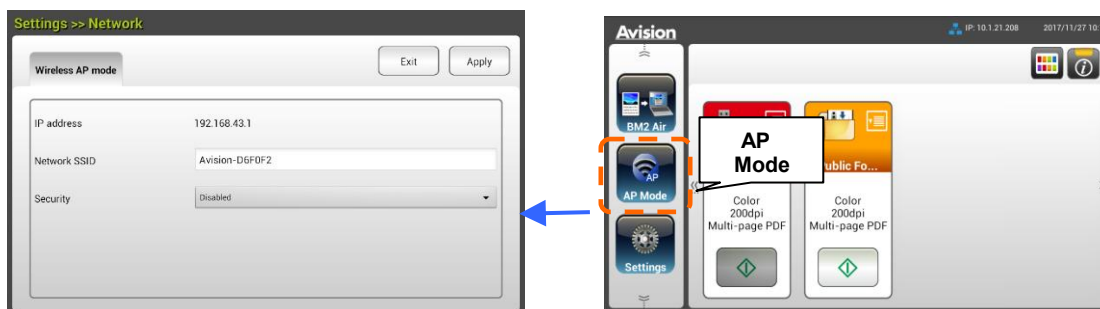 Settings >> Network
Wireless AP mode
Exit
Apply
IP address
192.168.43.1
Network SSID
Avision-D6F0F2
Security
Disabled
Avision
IP: 10.1.21.208
2017/11/27 10:
BM2 Air
AP
AP Mode
Settings
AP
Mode
ublic Fo...
Color
200dpi
Multi-page PDF
Color
200dpi
Multi-page PDF